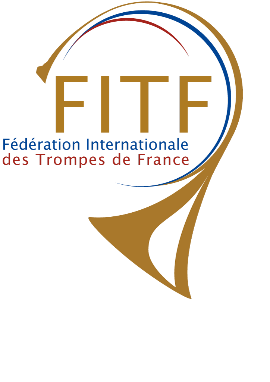 FITF
Fédération Internationale
des Trompes de France